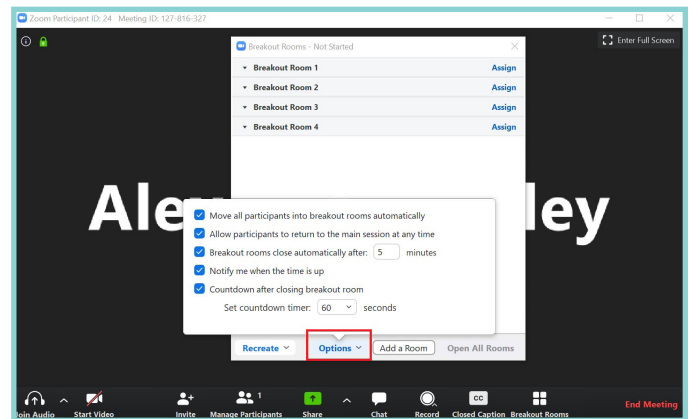 Zoom Participant ID: 24 Meeting ID: 127-816-327
Enter Full Screen
Breakout Rooms - Not Started
Breakout Room 1 Assign
Breakout Room 2 Assign
Breakout Room 3 Assign
Breakout Room 4 Assign
Move all participants into breakout rooms automatically
Allow participants to return to the main session at any time
Breakout rooms close automatically after: 5 minutes
Notify me when the time is up
Countdown after closing breakout room
Set countdown timer: 60 seconds
Recreate Options Add a Room Open All Rooms
1
Join Audio Start Video Invite Manage Participants Share Chat Record CC Closed Caption Breakout Rooms End Meeting